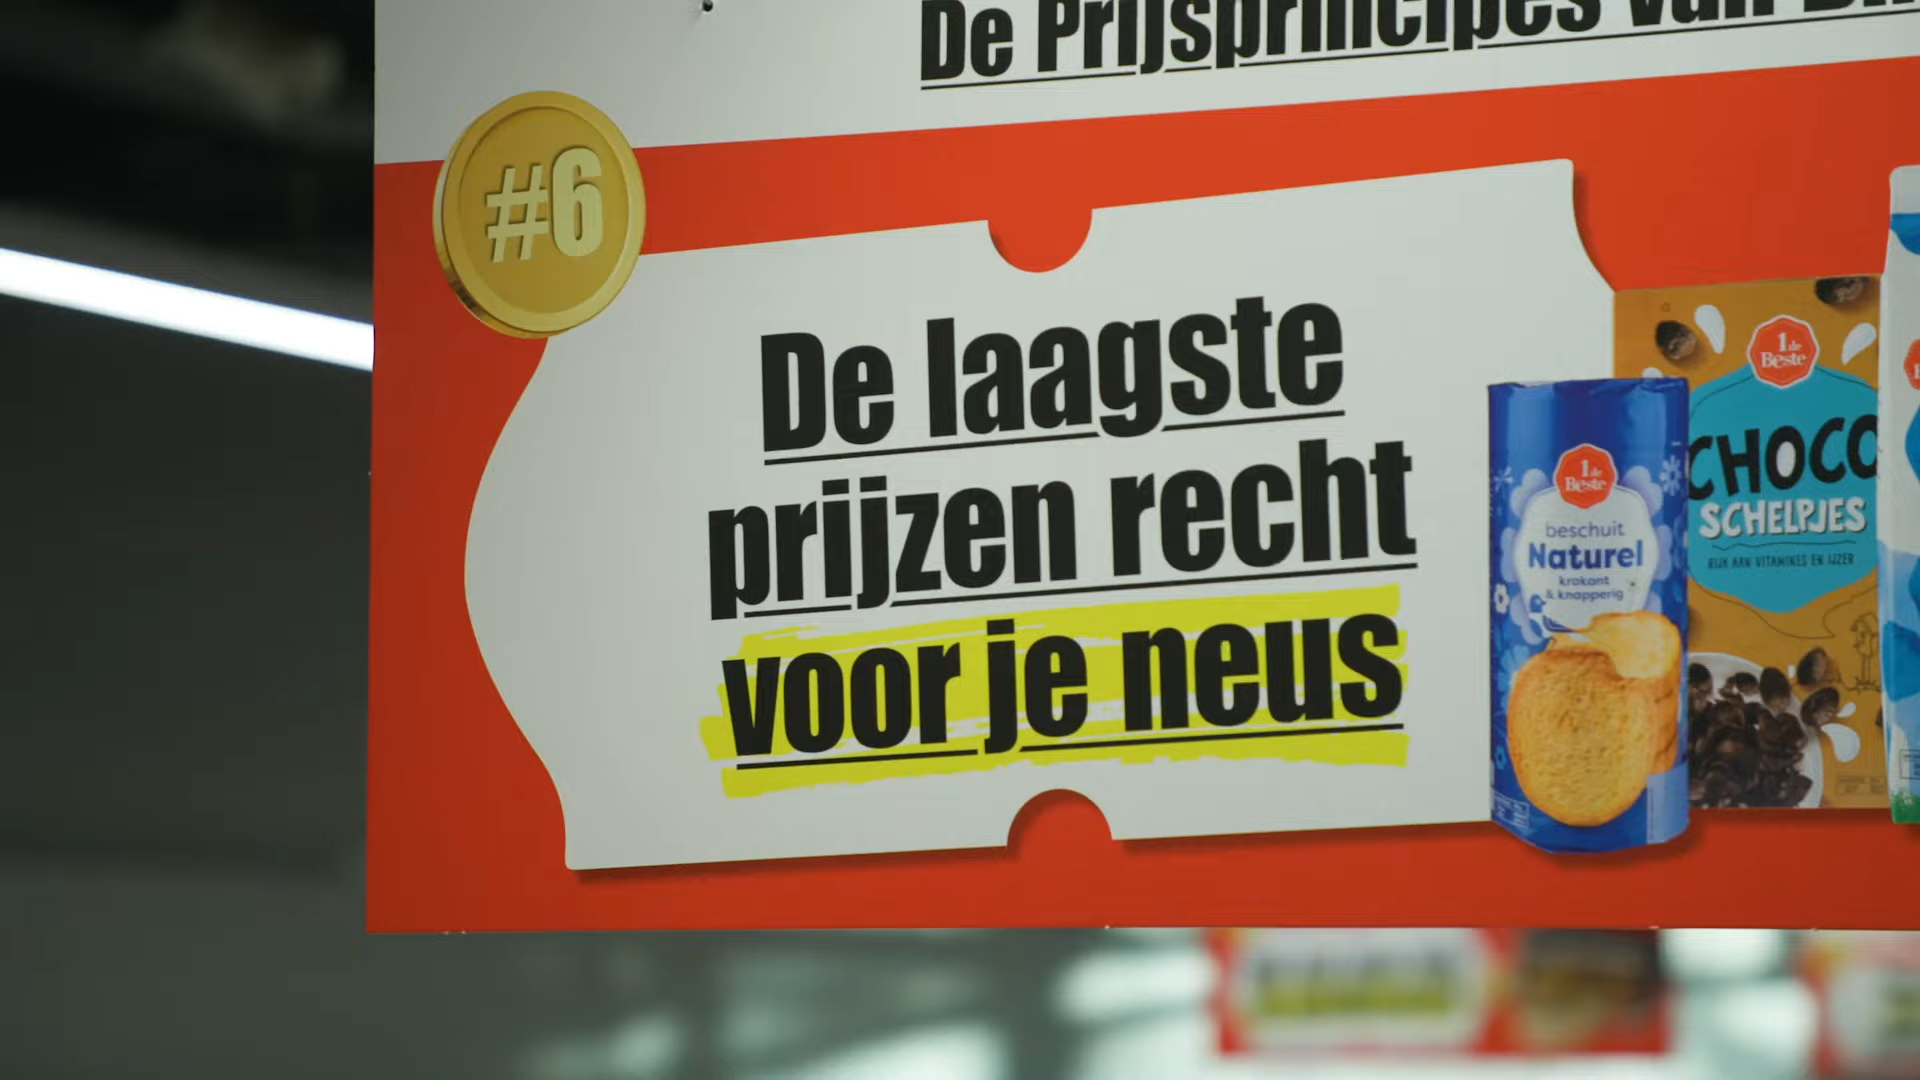 De Prijsprincipes van
#6
De laagste
prijzen recht
voor je neus
1 de
Beste
beschuit
Naturel
krokant
& knapperig
1 de
Beste
CHOCO
SCHELPJES
RIJK AAN VITAMINES EN IJZER